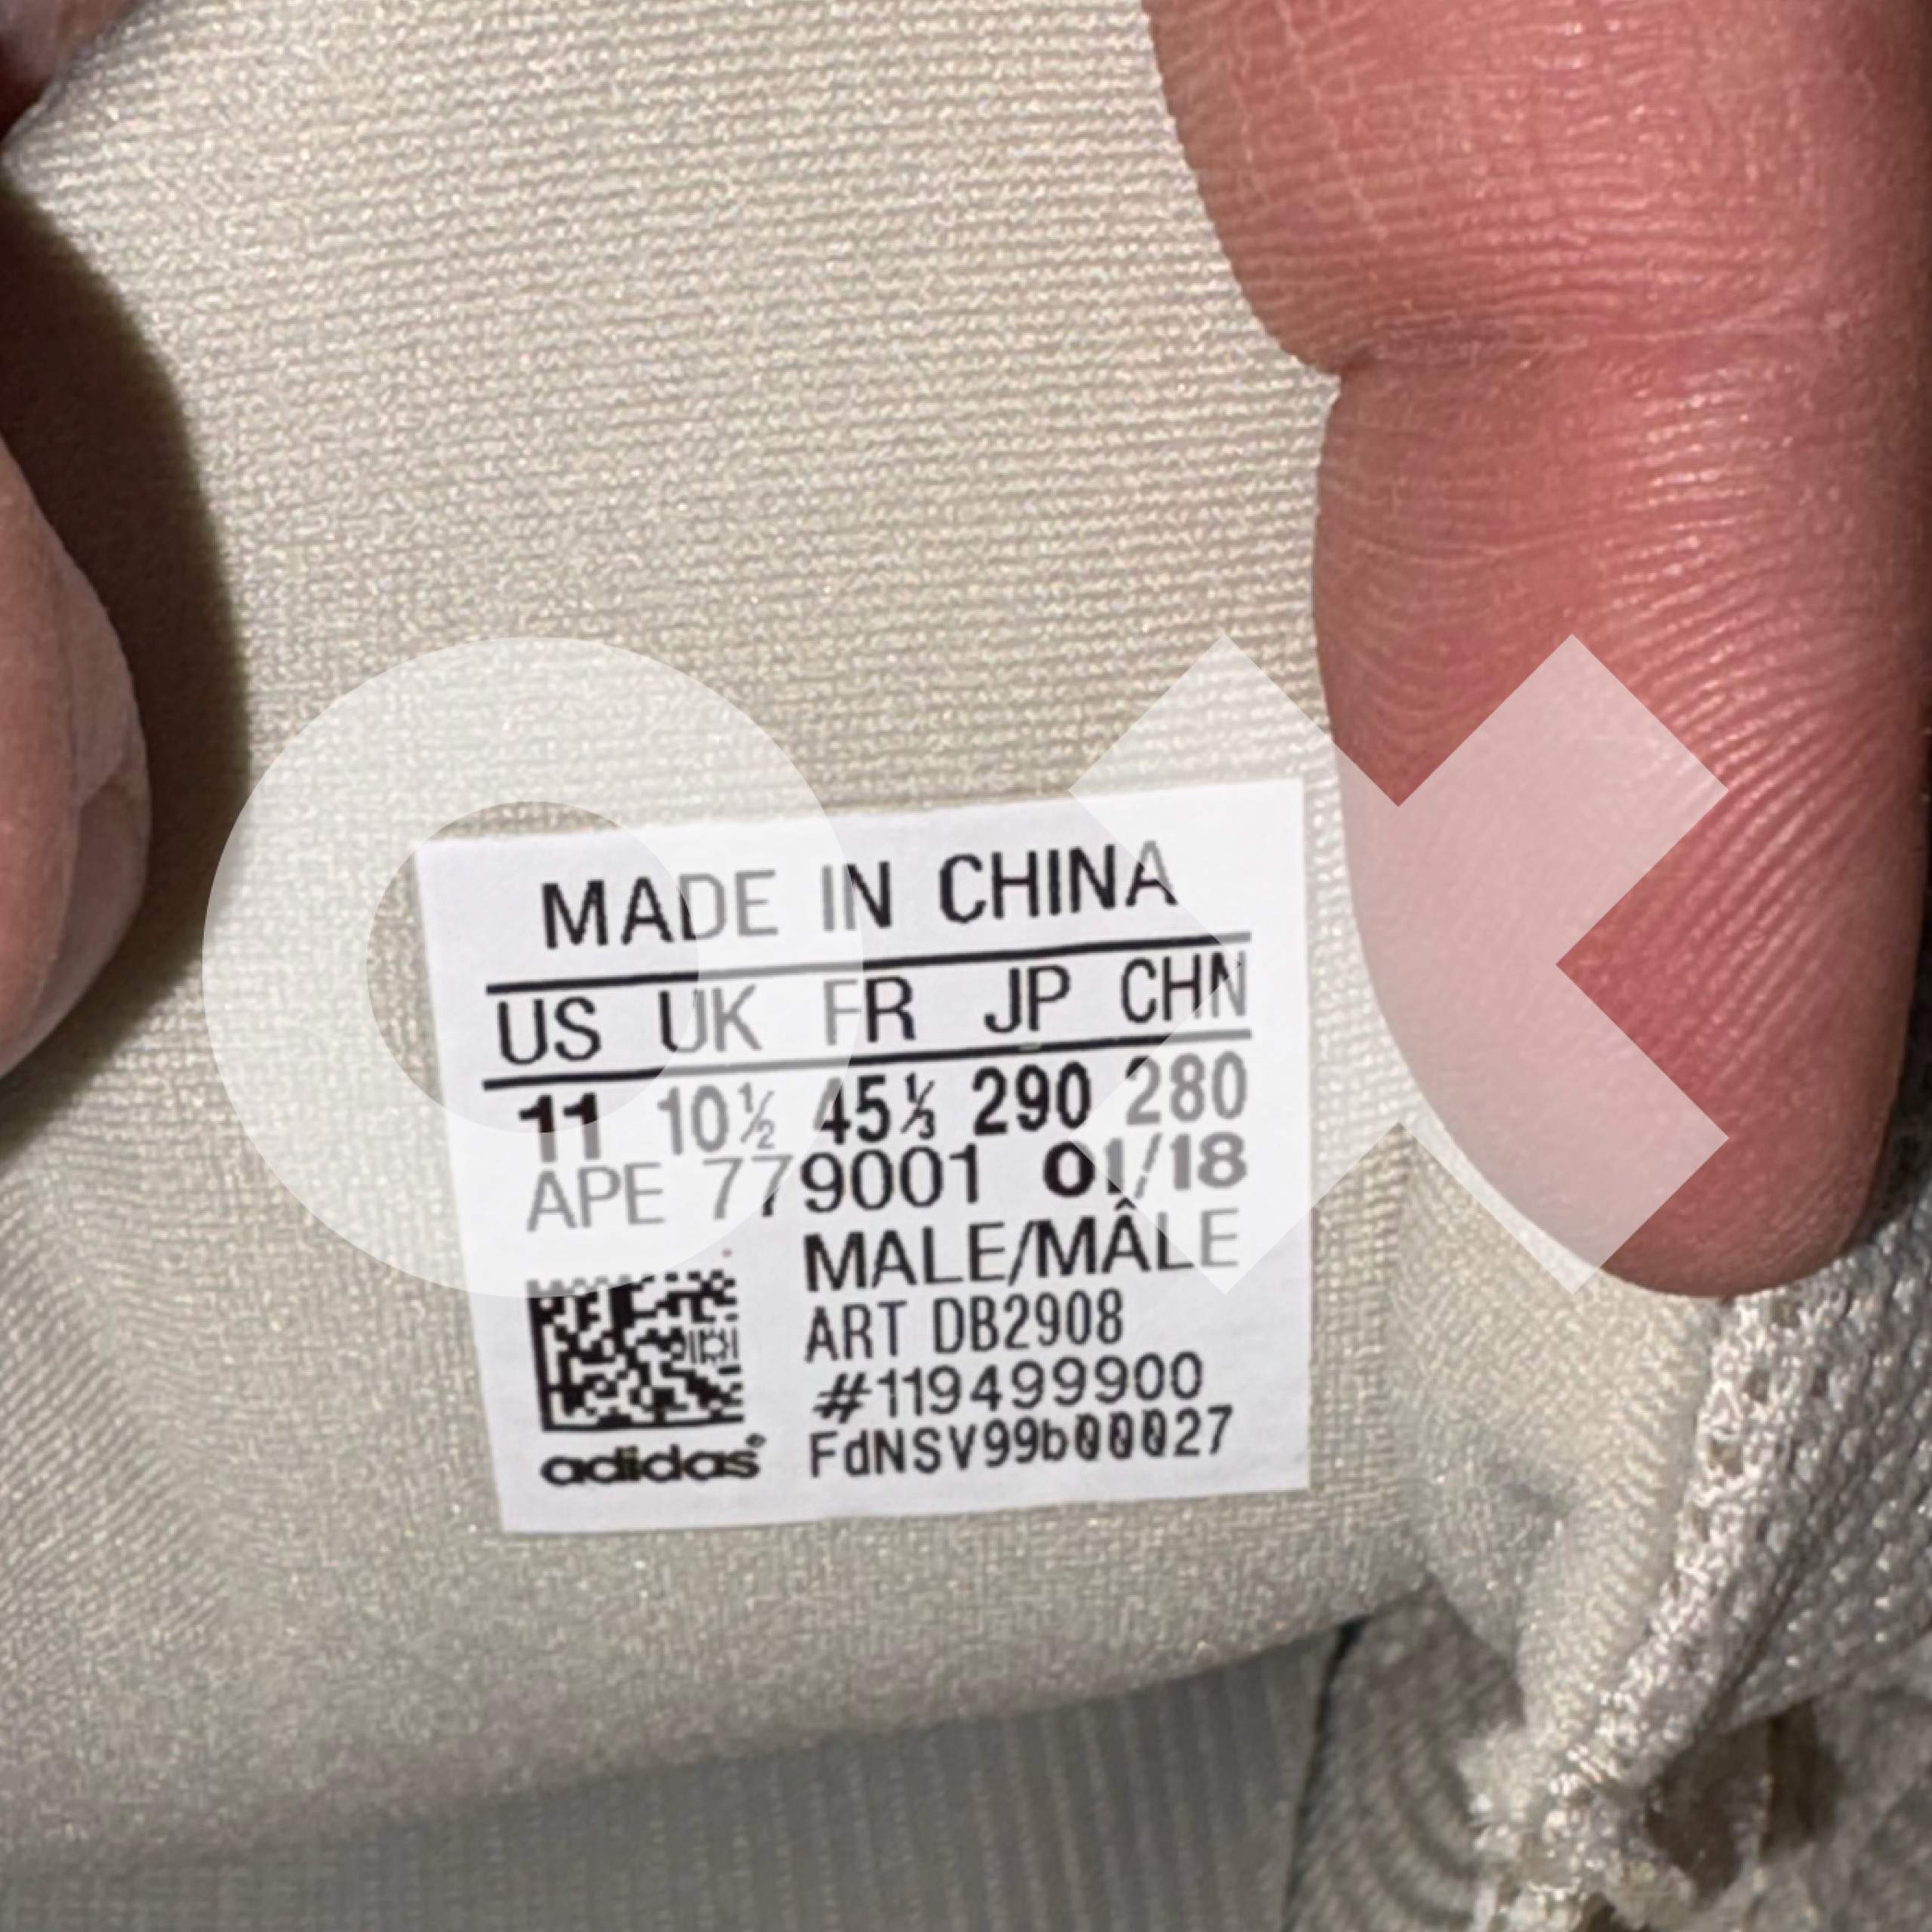 MADE IN CHINA
US UK FR JP CHN
11 10½ 45⅓ 290 280
APE 779001 01/18
MALE/MÂLE
ART DB2908
#119499900
FdNSV99b00027
adidas